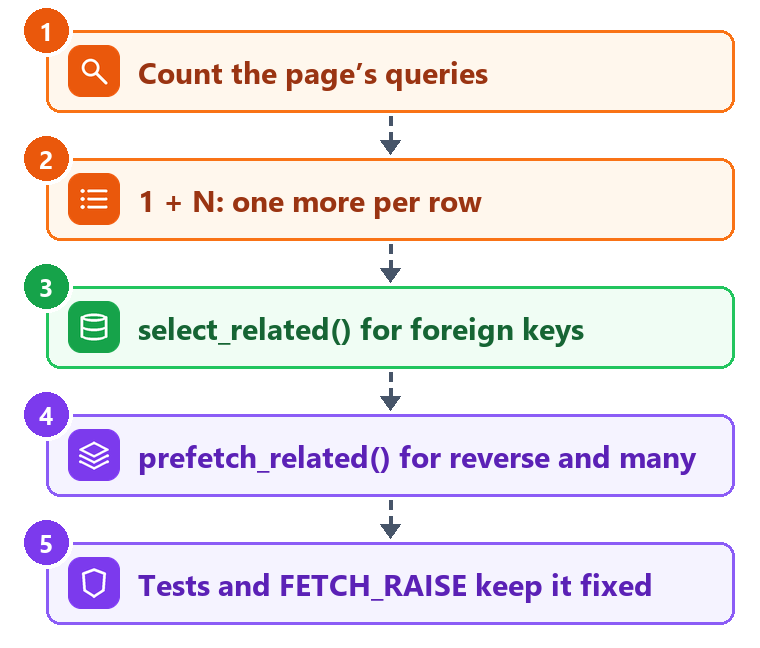 1
Count the page’s queries
2
1 + N: one more per row
3
select_related() for foreign keys
4
prefetch_related() for reverse and many
5
Tests and FETCH_RAISE keep it fixed